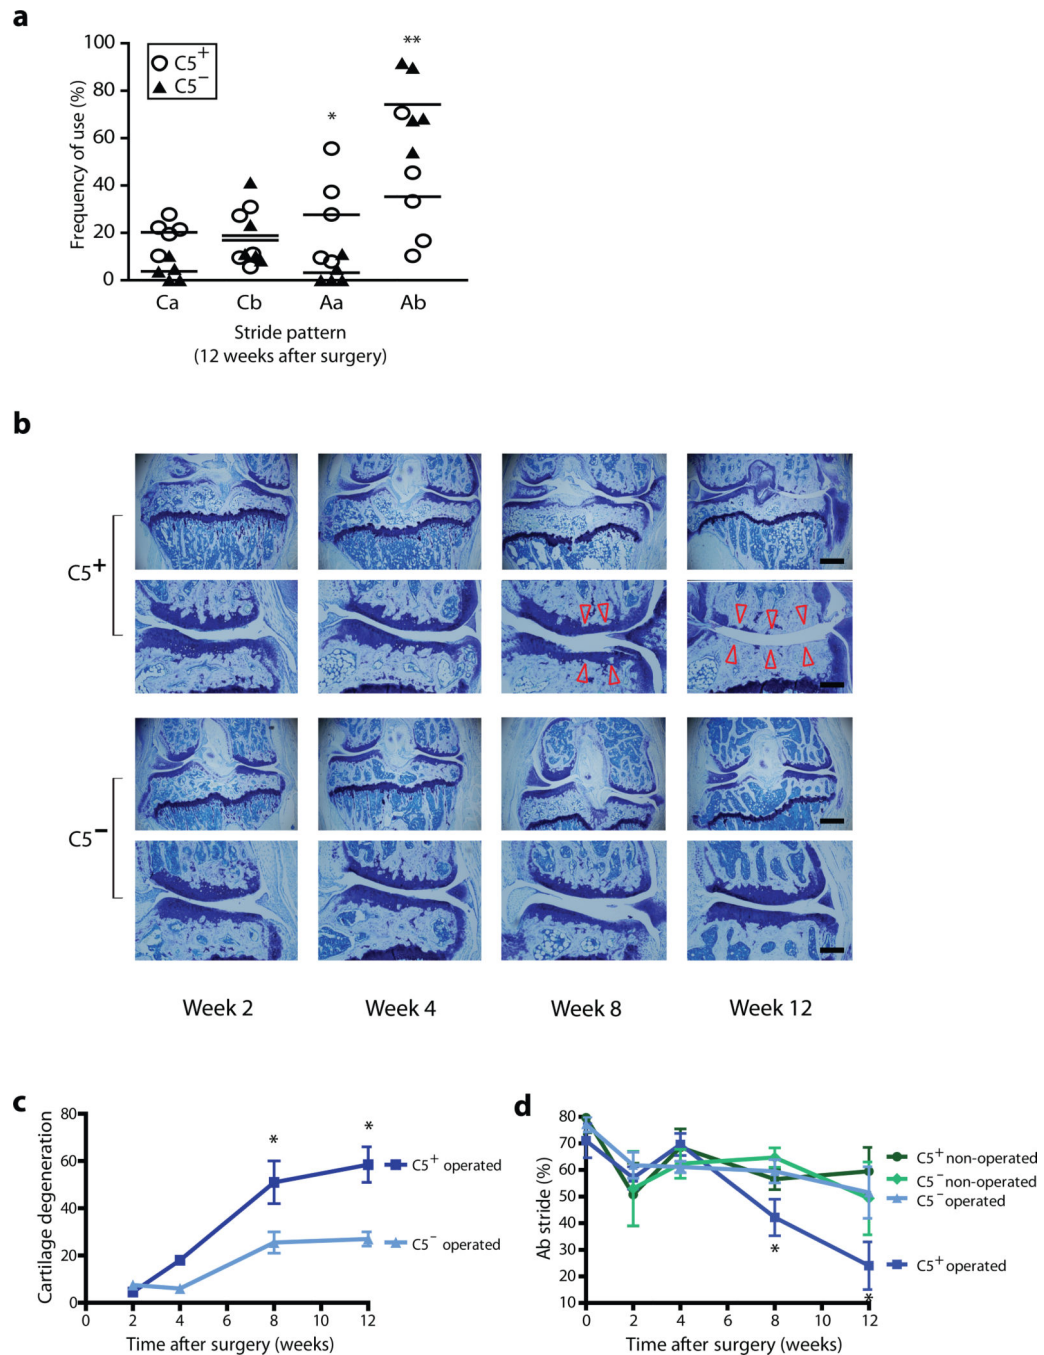 a
100
80
60
40
20
0
Frequency of use (%)
C5+
C5−
*
**
Ca Cb Aa Ab
Stride pattern
(12 weeks after surgery)
b
C5+
C5−
Week 2 Week 4 Week 8 Week 12
c
80
60
40
20
0
Cartilage degeneration
* *
C5+ operated
C5− operated
0 2 4 6 8 10 12
Time after surgery (weeks)
d
80
70
60
50
40
30
20
10
Ab stride (%)
C5+ non-operated
C5− non-operated
C5− operated
C5+ operated
*
*
0 2 4 6 8 10 12
Time after surgery (weeks)